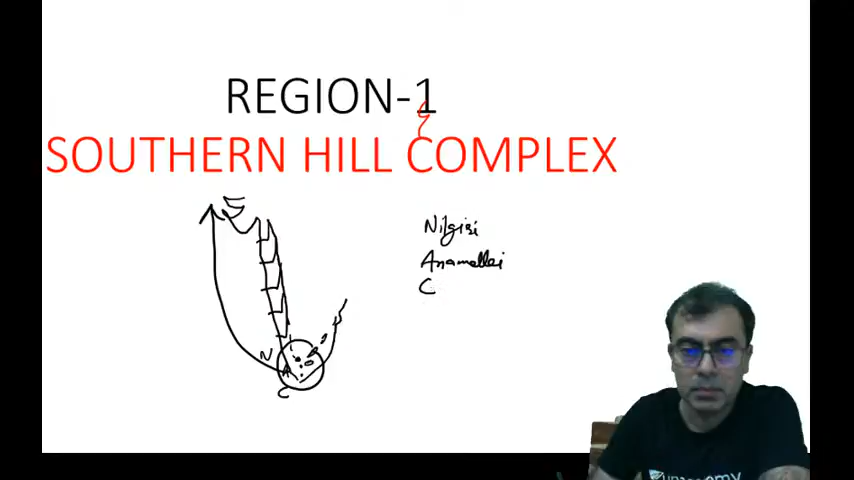 REGION-1
SOUTHERN HILL COMPLEX
Nilgiri
Anamallai
C
N
C